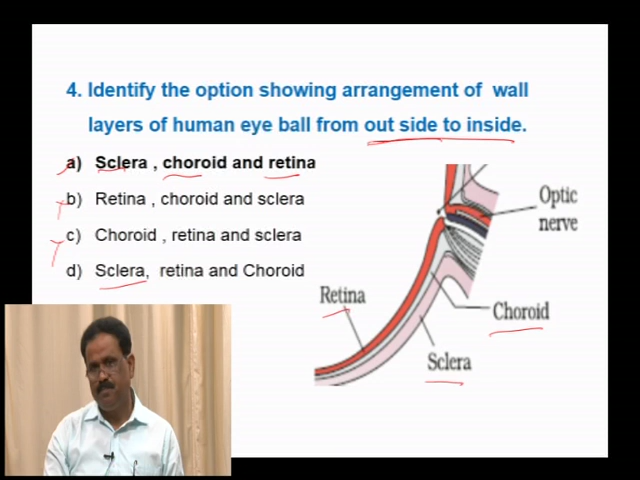 4. Identify the option showing arrangement of wall
layers of human eye ball from out side to inside.
a) Sclera , choroid and retina
b) Retina , choroid and sclera
c) Choroid , retina and sclera
d) Sclera, retina and Choroid
Optic
nerve
Retina
Choroid
Sclera